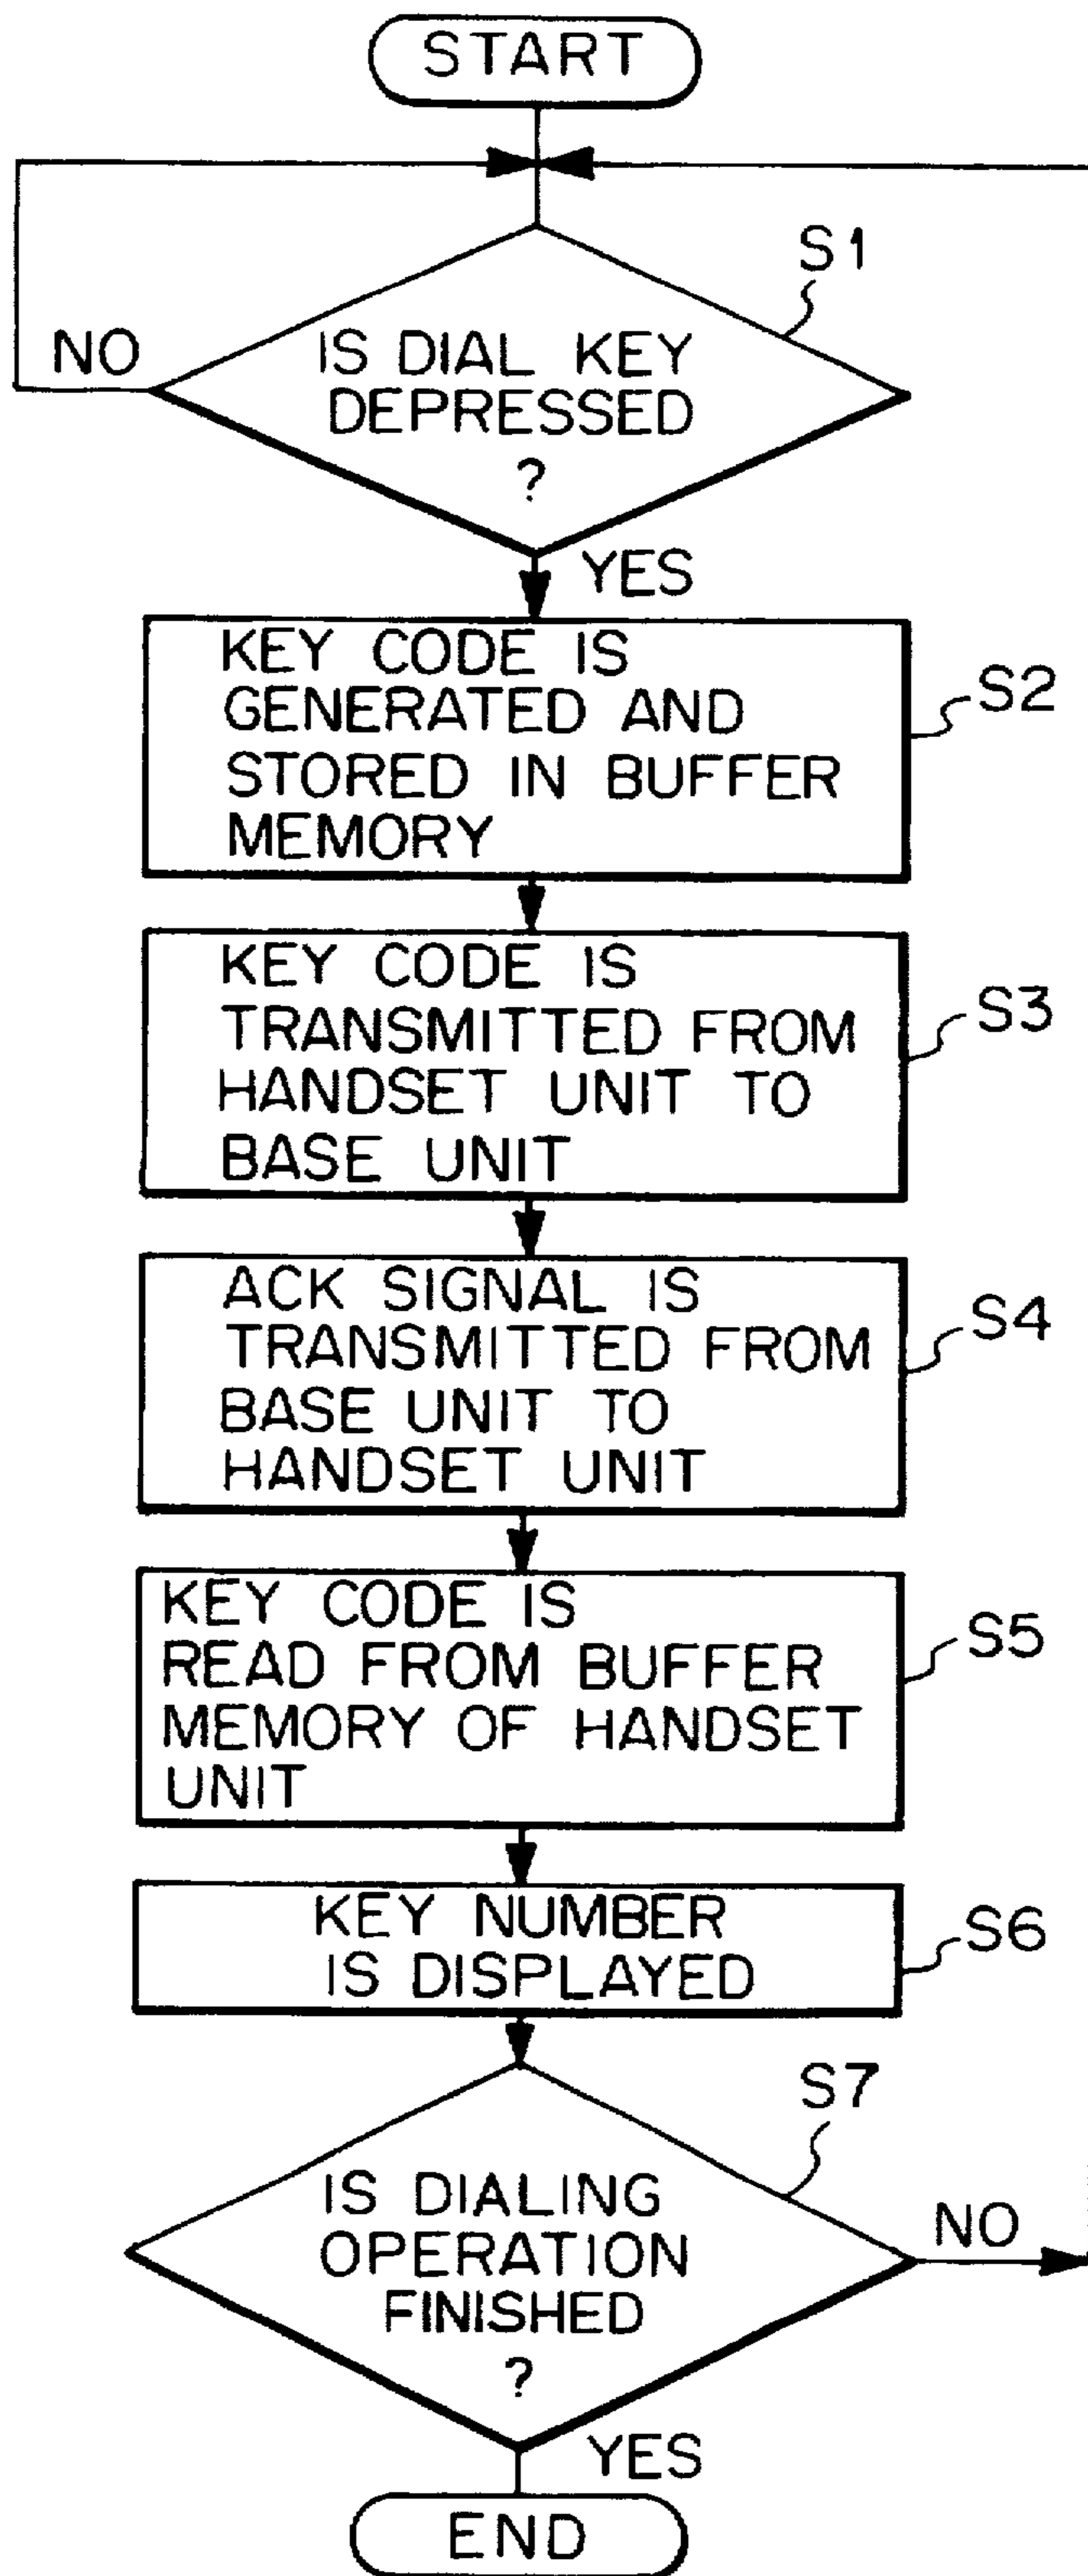 START
S1
NO
IS DIAL KEY
DEPRESSED
?
YES
KEY CODE IS
GENERATED AND
STORED IN BUFFER
MEMORY
S2
KEY CODE IS
TRANSMITTED FROM
HANDSET UNIT TO
BASE UNIT
S3
ACK SIGNAL IS
TRANSMITTED FROM
BASE UNIT TO
HANDSET UNIT
S4
KEY CODE IS
READ FROM BUFFER
MEMORY OF HANDSET
UNIT
S5
KEY NUMBER
IS DISPLAYED
S6
S7
IS DIALING
OPERATION
FINISHED
?
NO
YES
END